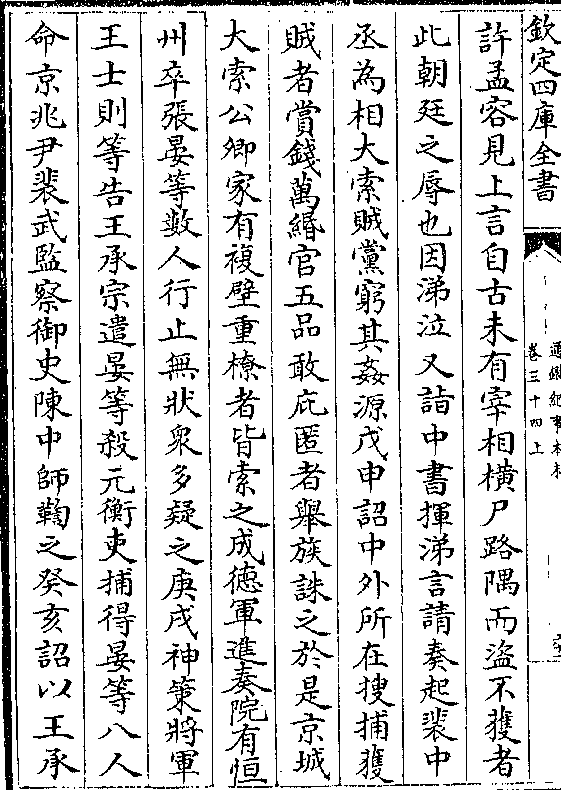 欽定四庫全書
通鑑紀事本末
卷三十四上
許孟容見上言自古未有宰相橫尸路隅而盜不獲者
此朝廷之辱也因涕泣又詣中書揮涕言請奏起裴中
丞為相大索賊黨窮其姦源戊申詔中外所在搜捕獲
賊者賞錢萬緡官五品敢庇匿者舉族誅之於是京城
大索公卿家有複壁重橑者皆索之成德軍進奏院有恒
州卒張晏等數人行止無狀衆多疑之庚戌神策將軍
王士則等告王承宗遣晏等殺元衡吏捕得晏等八人
命京兆尹裴武監察御史陳中師鞫之癸亥詔以王承